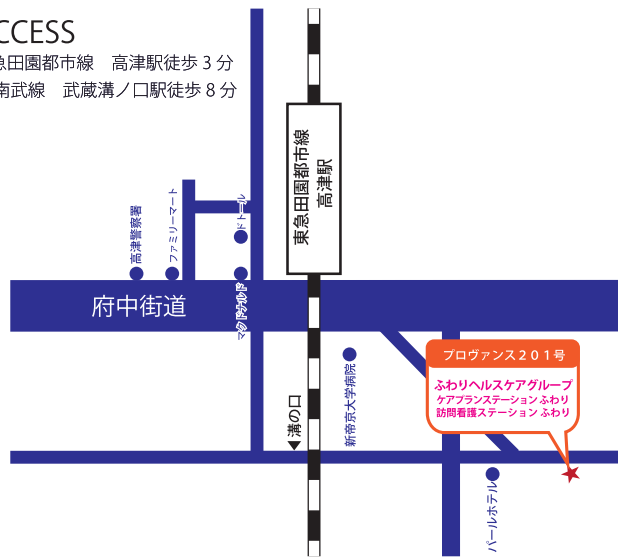 CCESS
急田園都市線　高津駅徒歩3分
南武線　武蔵溝ノ口駅徒歩8分
東急田園都市線
高津駅
高津警察署
ファミリーマート
ドトール
マクドナルド
府中街道
新帝京大学病院
◀溝の口
プロヴァンス２０１号
ふわりヘルスケアグループ
ケアプランステーション ふわり
訪問看護ステーション ふわり
パールホテル